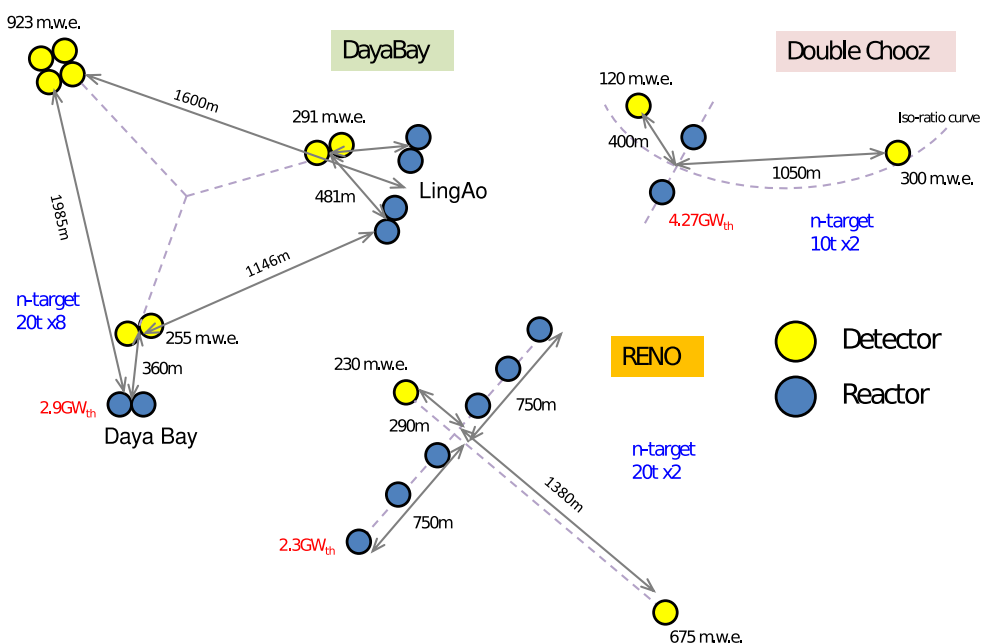 923 m.w.e.
DayaBay
1600m
291 m.w.e.
481m
LingAo
1985m
1146m
n-target
20t x8
255 m.w.e.
360m
2.9GWth
Daya Bay
Double Chooz
120 m.w.e.
Iso-ratio curve
400m
1050m
300 m.w.e.
4.27GWth
n-target
10t x2
RENO
230 m.w.e.
750m
290m
n-target
20t x2
1380m
750m
2.3GWth
675 m.w.e.
Detector
Reactor